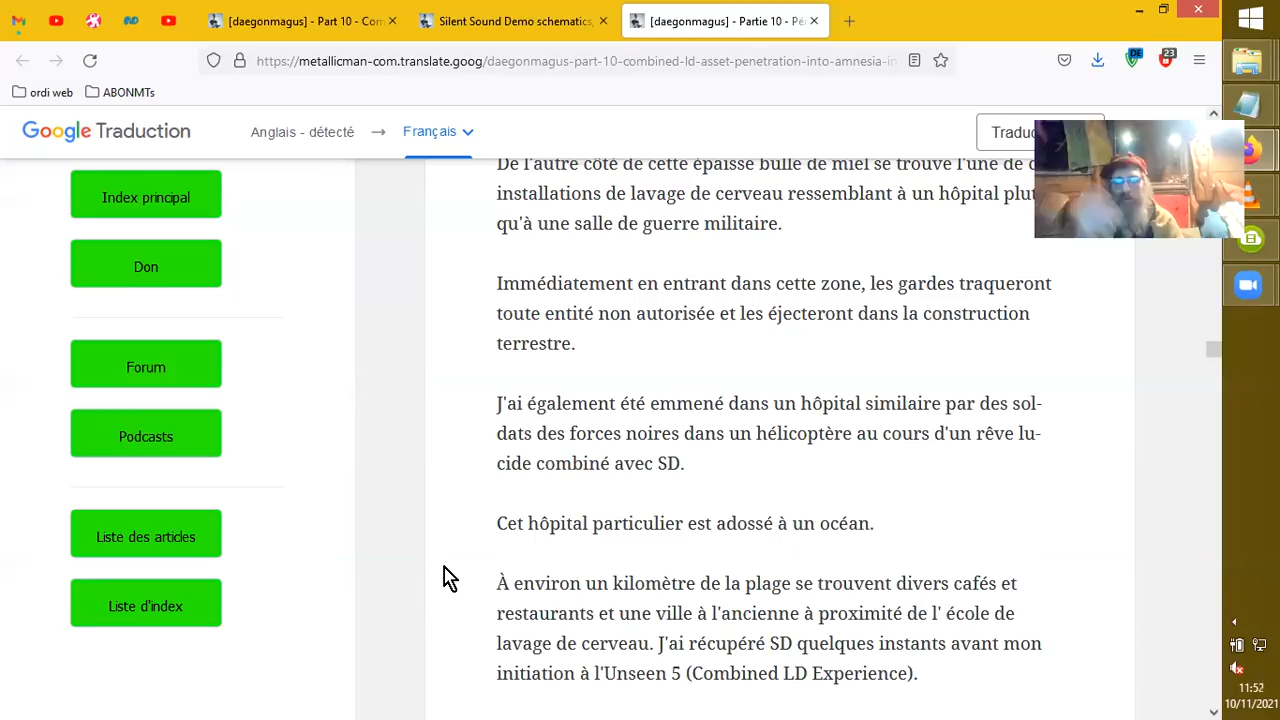 [daegonmagus] - Part 10 - Com
Silent Sound Demo schematics,
[daegonmagus] - Partie 10 - Pé
https://metallicman-com.translate.goog/daegonmagus-part-10-combined-ld-asset-penetration-into-amnesia-in
DE
23
ordi web
ABONMTs
Google Traduction
Anglais - détecté
Français
Traduc
Index principal
Don
Forum
Podcasts
Liste des articles
Liste d'index
De l'autre côté de cette épaisse bulle de miel se trouve l'une de c
installations de lavage de cerveau ressemblant à un hôpital plut
qu'à une salle de guerre militaire.
Immédiatement en entrant dans cette zone, les gardes traqueront
toute entité non autorisée et les éjecteront dans la construction
terrestre.
J'ai également été emmené dans un hôpital similaire par des sol-
dats des forces noires dans un hélicoptère au cours d'un rêve lu-
cide combiné avec SD.
Cet hôpital particulier est adossé à un océan.
À environ un kilomètre de la plage se trouvent divers cafés et
restaurants et une ville à l'ancienne à proximité de l' école de
lavage de cerveau. J'ai récupéré SD quelques instants avant mon
initiation à l'Unseen 5 (Combined LD Experience).
11:52
10/11/2021